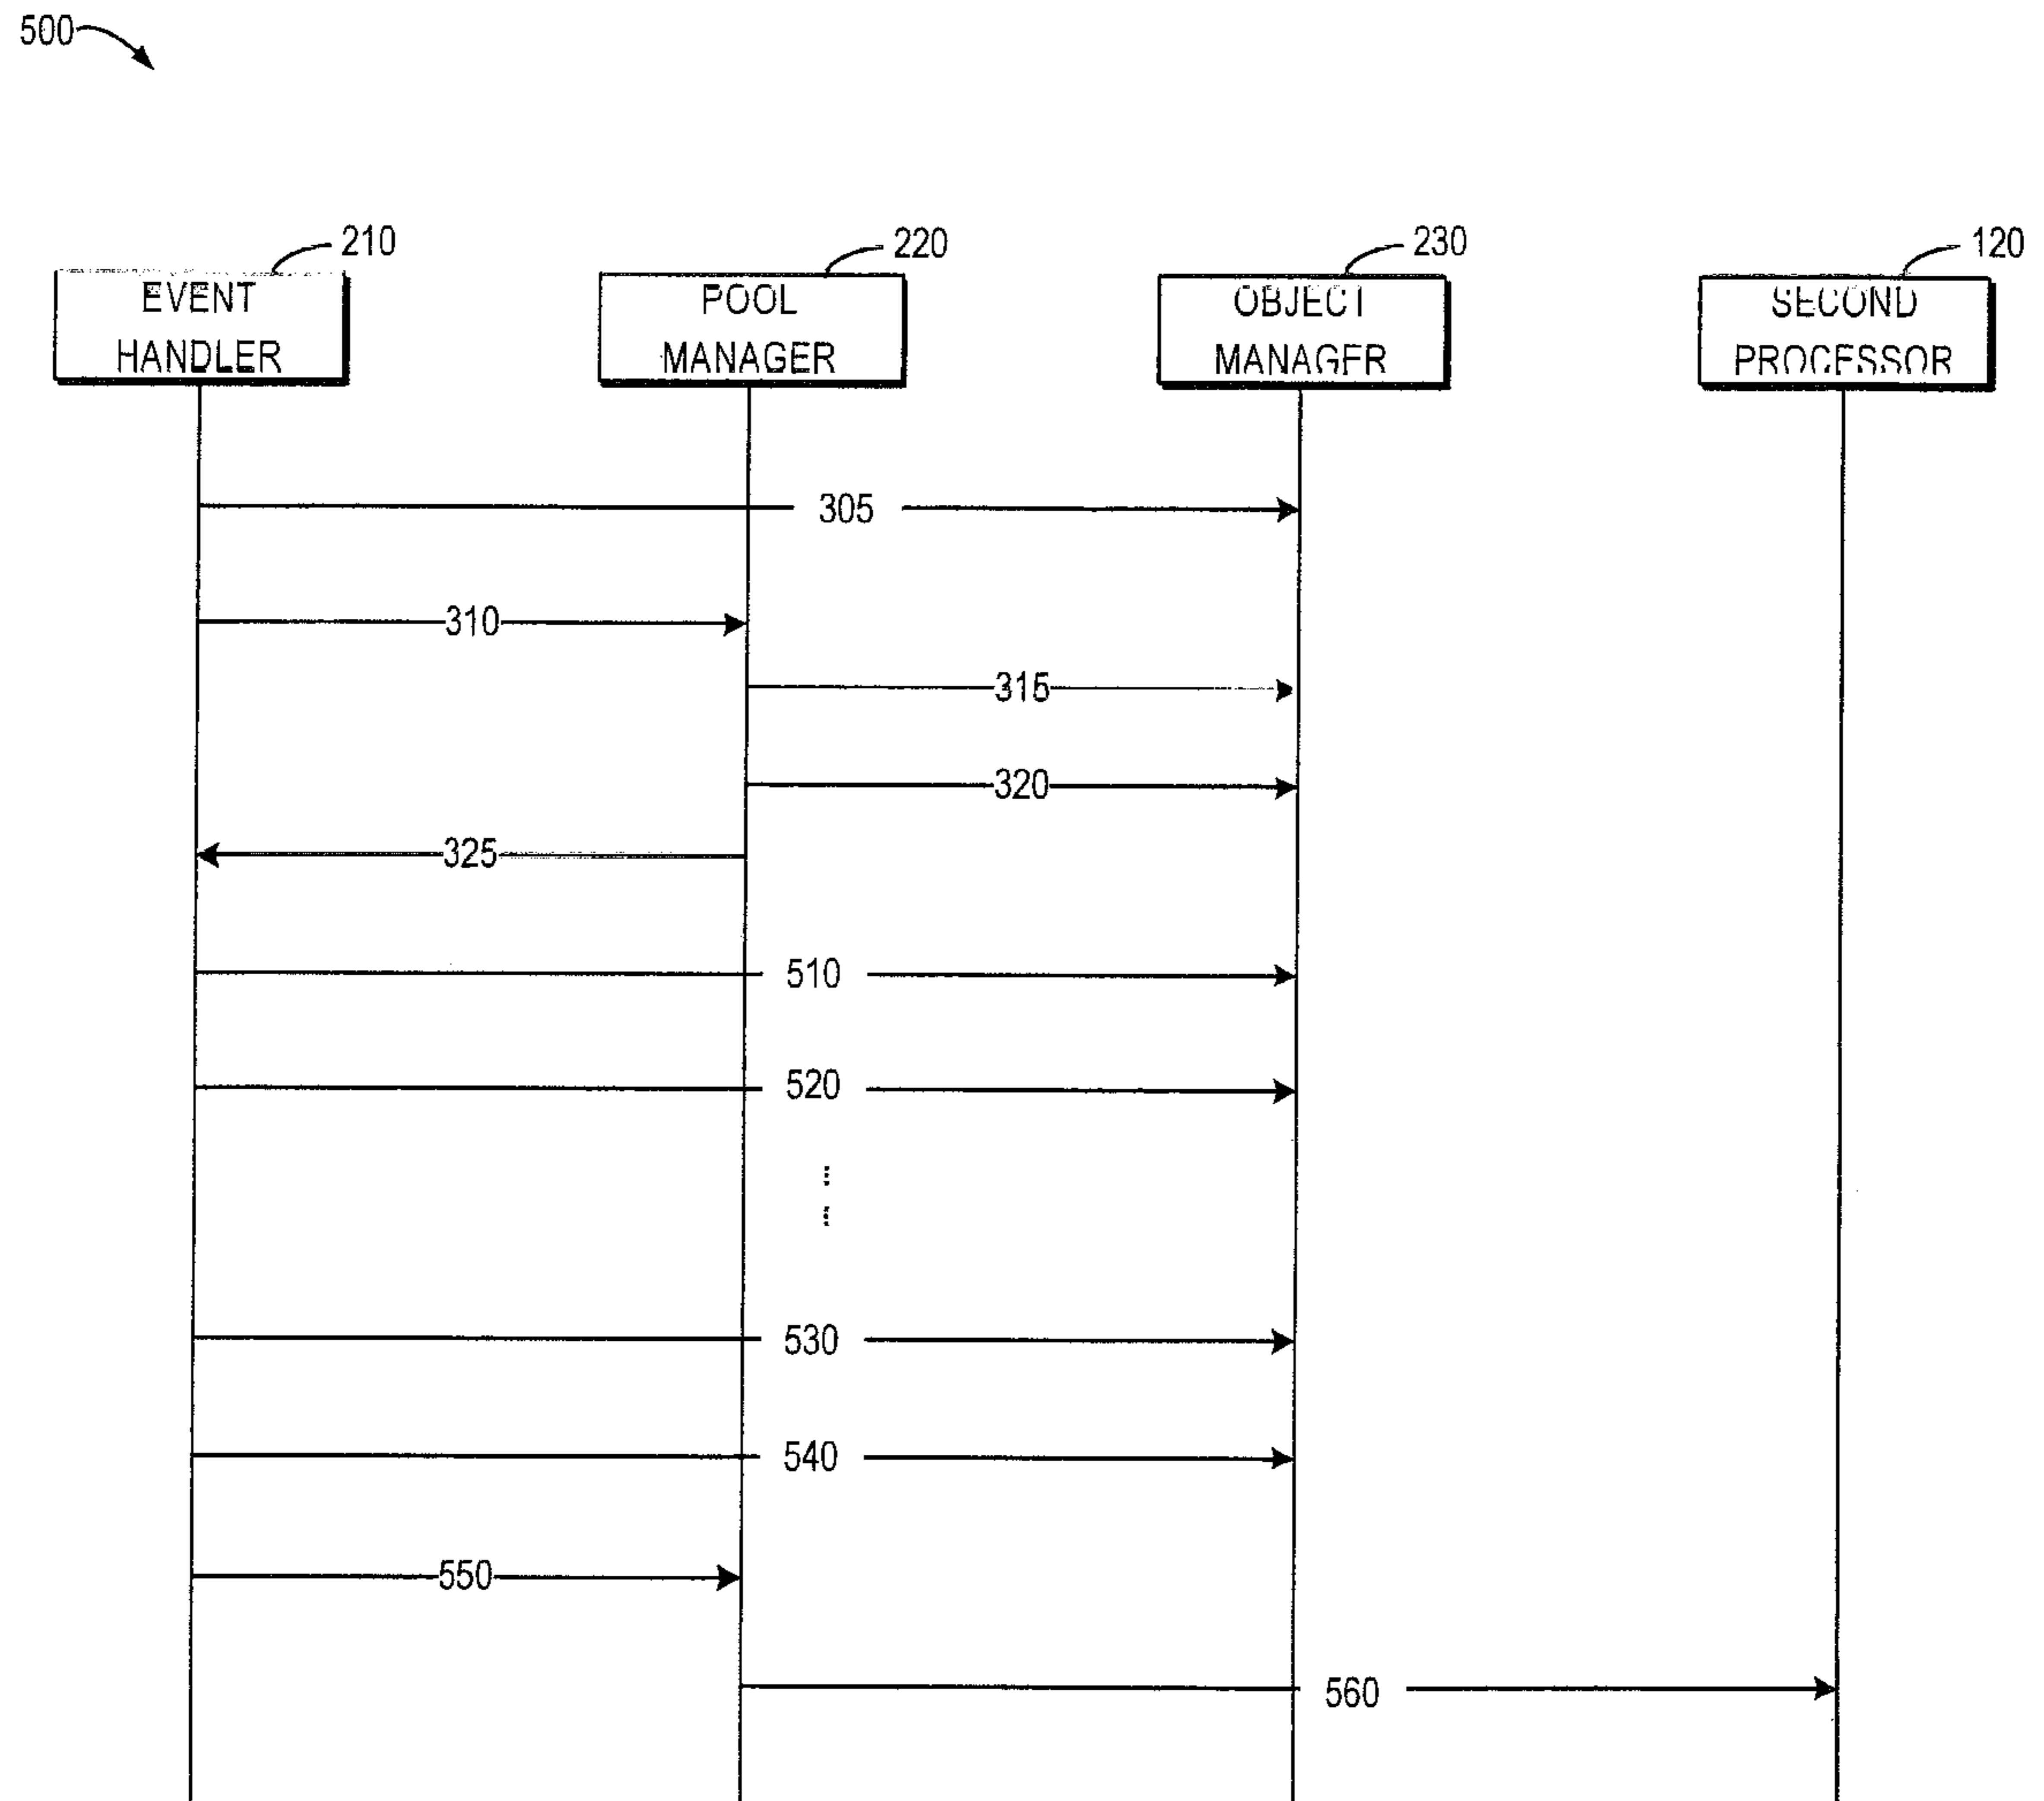 500
210
220
230
120
EVENT
HANDLER
POOL
MANAGER
OBJECT
MANAGER
SECOND
PROCESSOR
305
310
315
320
325
510
520
530
540
550
560